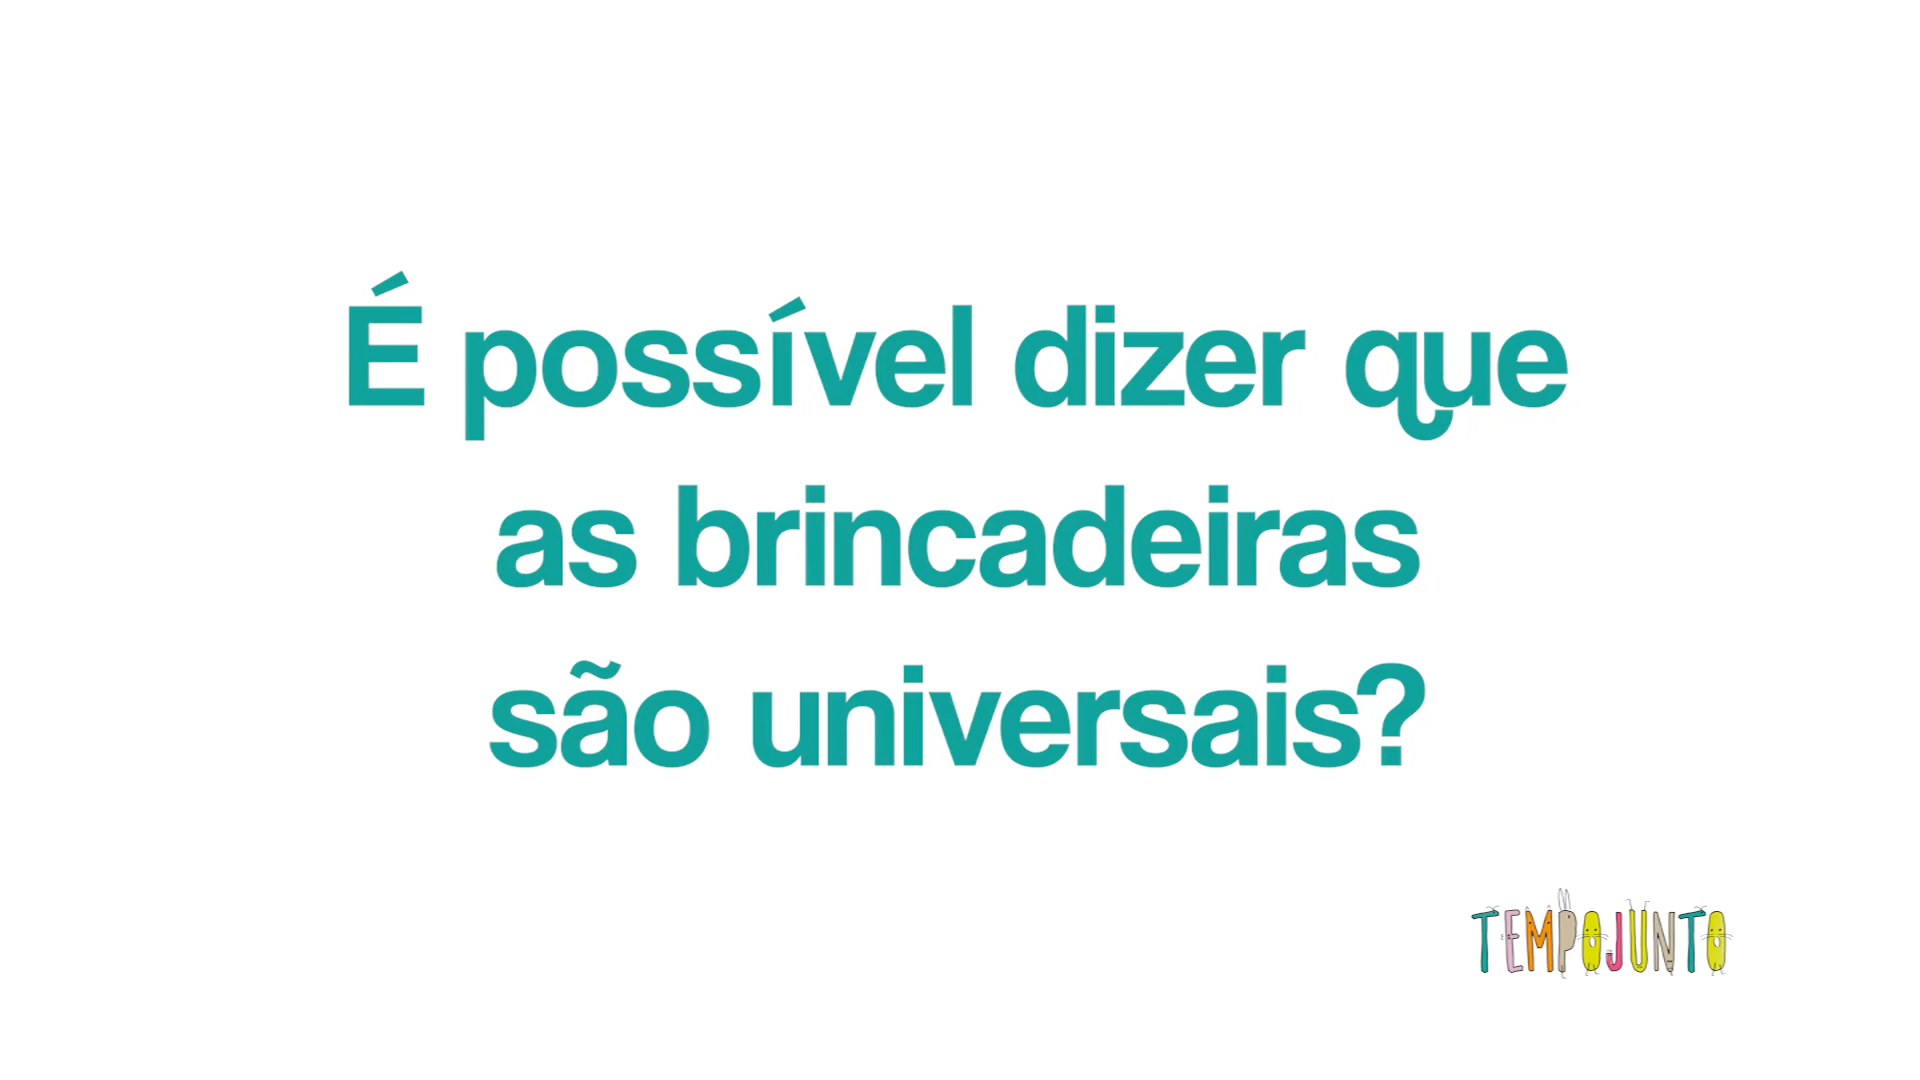 É possível dizer que
as brincadeiras
são universais?
TEMPOJUNTO